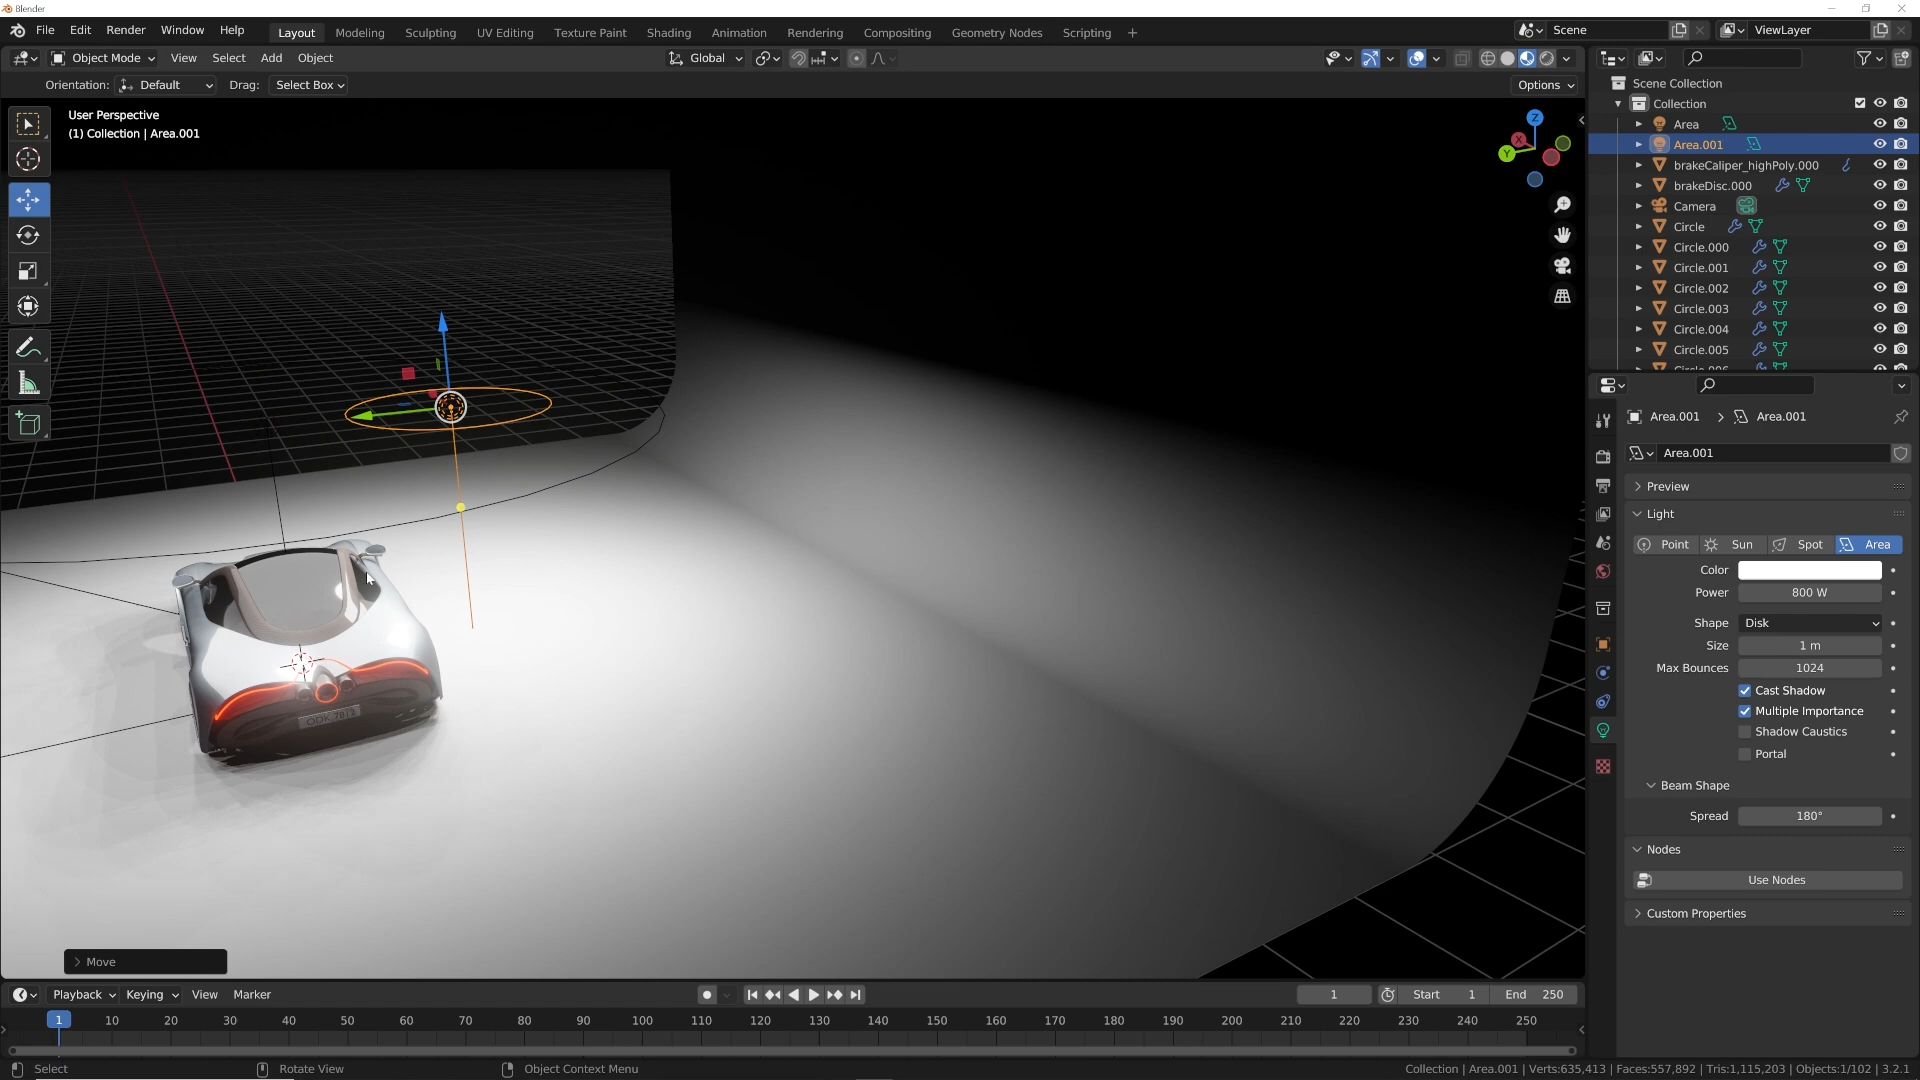 Blender
File Edit Render Window Help Layout Modeling Sculpting UV Editing Texture Paint Shading Animation Rendering Compositing Geometry Nodes Scripting + Scene ViewLayer
Object Mode View Select Add Object Global
Orientation: Default Drag: Select Box Options
User Perspective
(1) Collection | Area.001
Z
X
Y
Scene Collection
Collection
Area
Area.001
brakeCaliper_highPoly.000
brakeDisc.000
Camera
Circle
Circle.000
Circle.001
Circle.002
Circle.003
Circle.004
Circle.005
Area.001 > Area.001
Area.001
Preview
Light
Point Sun Spot Area
Color
Power 800 W
Shape Disk
Size 1 m
Max Bounces 1024
Cast Shadow
Multiple Importance
Shadow Caustics
Portal
Beam Shape
Spread 180°
Nodes
Use Nodes
Custom Properties
OOK 7813
> Move
Playback Keying View Marker 1 Start 1 End 250
1 10 20 30 40 50 60 70 80 90 100 110 120 130 140 150 160 170 180 190 200 210 220 230 240 250
Select Rotate View Object Context Menu Collection | Area.001 | Verts:635,413 | Faces:557,892 | Tris:1,115,203 | Objects:1/102 | 3.2.1